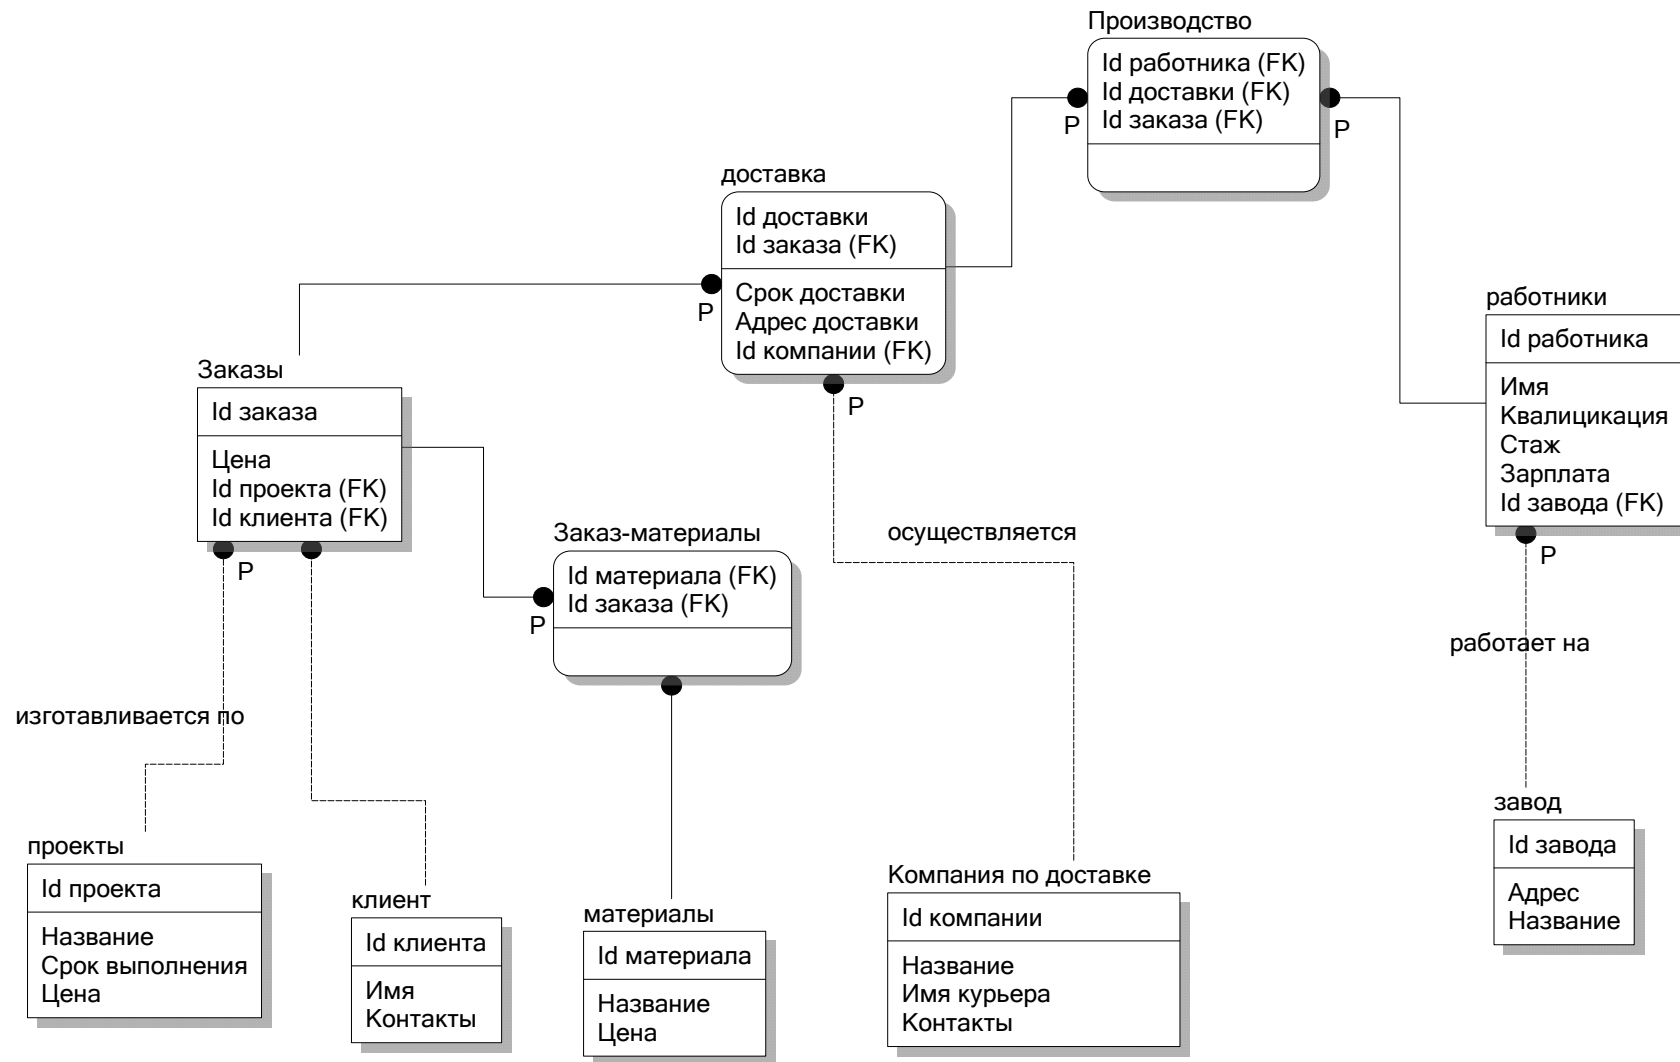 Производство
Id работника (FK)
Id доставки (FK)
Id заказа (FK)
P
P
доставка
Id доставки
Id заказа (FK)
Срок доставки
Адрес доставки
Id компании (FK)
P
P
работники
Id работника
Имя
Квалицикация
Стаж
Зарплата
Id завода (FK)
P
Заказы
Id заказа
Цена
Id проекта (FK)
Id клиента (FK)
P
Заказ-материалы
Id материала (FK)
Id заказа (FK)
P
осуществляется
работает на
изготавливается по
проекты
Id проекта
Название
Срок выполнения
Цена
клиент
Id клиента
Имя
Контакты
материалы
Id материала
Название
Цена
Компания по доставке
Id компании
Название
Имя курьера
Контакты
завод
Id завода
Адрес
Название